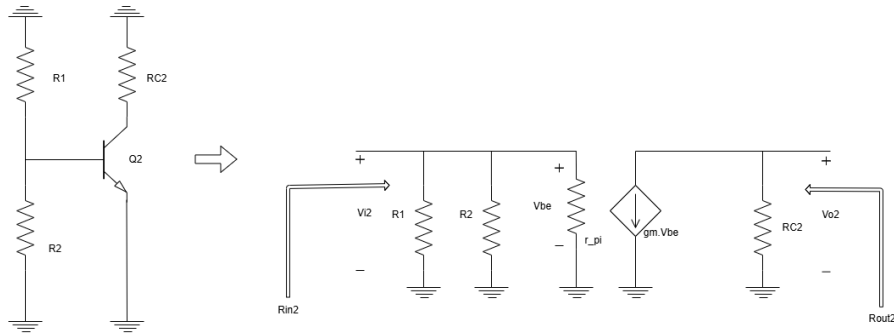 R1
RC2
Q2
R2
+
Vi2
−
Rin2
R1
R2
+
Vbe
−
r_pi
gm.Vbe
RC2
+
Vo2
−
Rout2